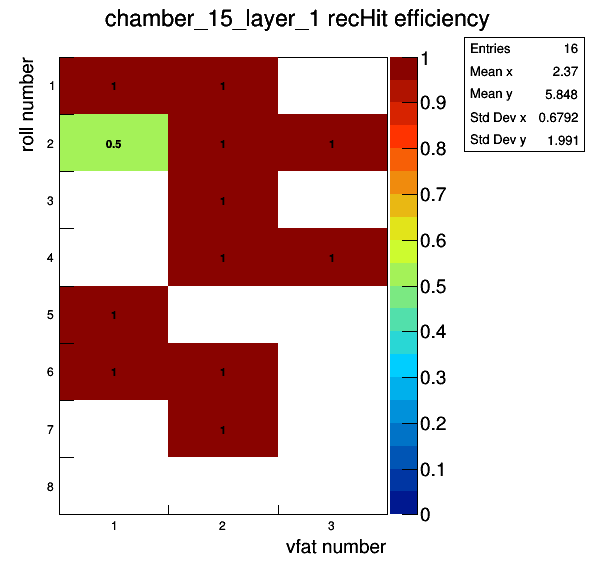 chamber_15_layer_1 recHit efficiency
Entries 16
Mean x 2.37
Mean y 5.848
Std Dev x 0.6792
Std Dev y 1.991
roll number
1
2
3
4
5
6
7
8
1 1
0.5 1 1
1
1 1
1
1 1
1
1
0.9
0.8
0.7
0.6
0.5
0.4
0.3
0.2
0.1
0
1 2 3
vfat number